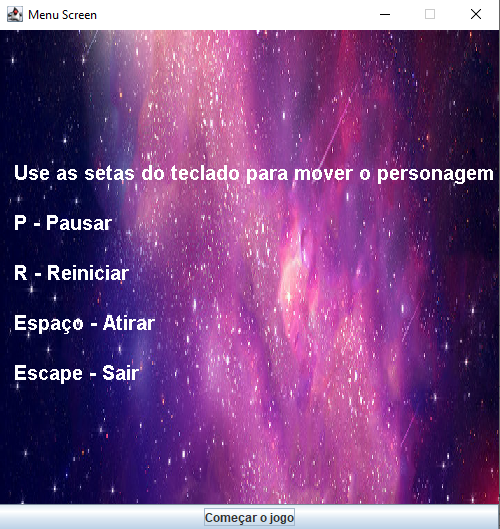 Menu Screen
Use as setas do teclado para mover o personagem
P - Pausar
R - Reiniciar
Espaço - Atirar
Escape - Sair
Começar o jogo